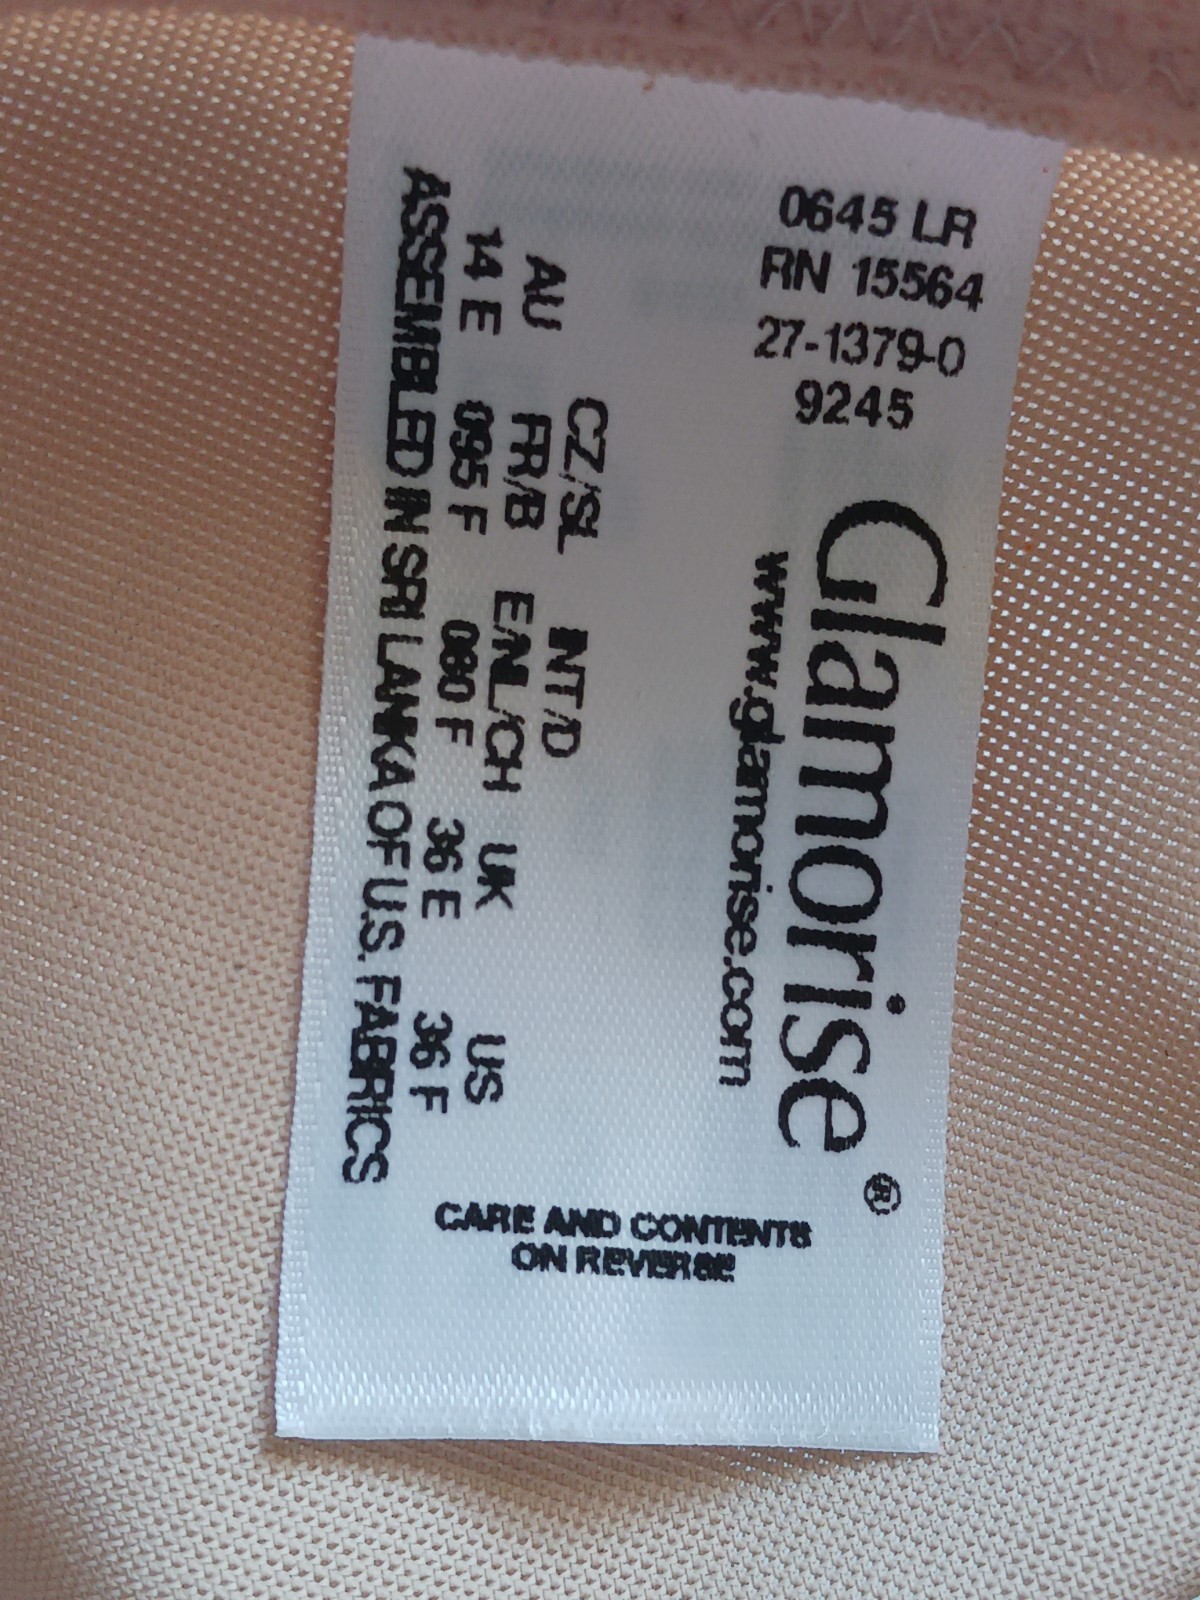 0645 LR
RN 15564
27-1379-0
9245
Glamorise®
www.glamorise.com
CZ/SL INT/D
AU FR/B E/NL/CH UK US
14 E 095 F 080 F 36 E 36 F
ASSEMBLED IN SRI LANKA OF U.S. FABRICS
CARE AND CONTENTS
ON REVERSE